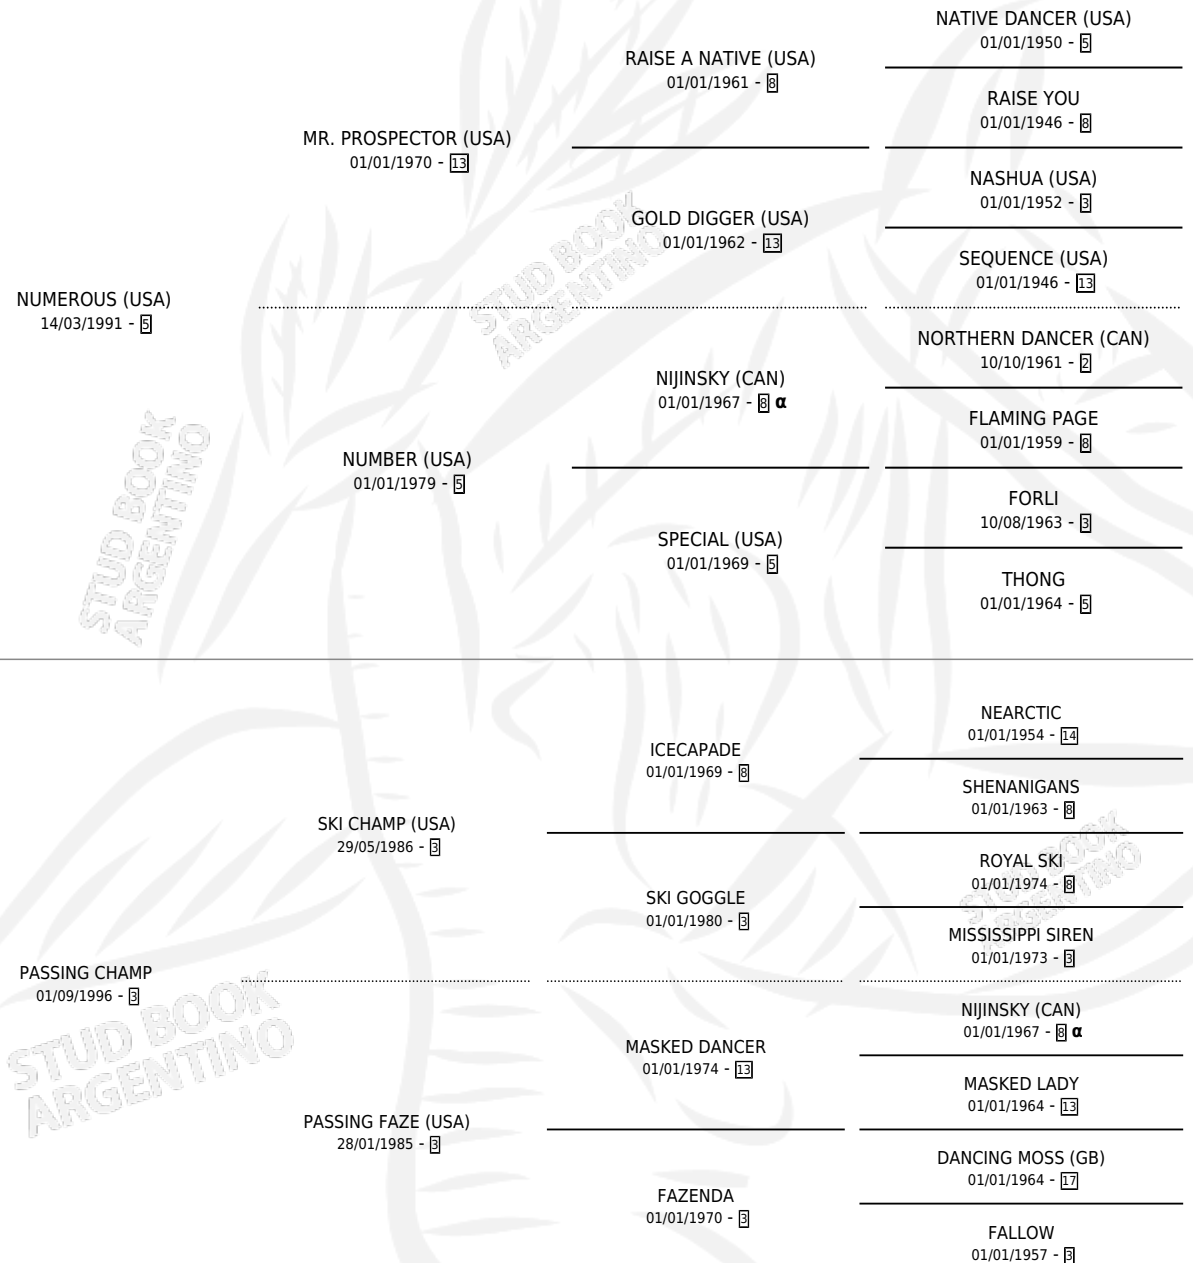 NATIVE DANCER (USA)
01/01/1950 - 5
RAISE A NATIVE (USA)
01/01/1961 - 8
RAISE YOU
01/01/1946 - 8
MR. PROSPECTOR (USA)
01/01/1970 - 13
NASHUA (USA)
01/01/1952 - 3
GOLD DIGGER (USA)
01/01/1962 - 13
SEQUENCE (USA)
01/01/1946 - 13
NUMEROUS (USA)
14/03/1991 - 5
NORTHERN DANCER (CAN)
10/10/1961 - 2
NIJINSKY (CAN)
01/01/1967 - 8 α
FLAMING PAGE
01/01/1959 - 8
NUMBER (USA)
01/01/1979 - 5
FORLI
10/08/1963 - 3
SPECIAL (USA)
01/01/1969 - 5
THONG
01/01/1964 - 5
NEARCTIC
01/01/1954 - 14
ICECAPADE
01/01/1969 - 8
SHENANIGANS
01/01/1963 - 8
SKI CHAMP (USA)
29/05/1986 - 3
ROYAL SKI
01/01/1974 - 8
SKI GOGGLE
01/01/1980 - 3
MISSISSIPPI SIREN
01/01/1973 - 3
PASSING CHAMP
01/09/1996 - 3
NIJINSKY (CAN)
01/01/1967 - 8 α
MASKED DANCER
01/01/1974 - 13
MASKED LADY
01/01/1964 - 13
PASSING FAZE (USA)
28/01/1985 - 3
DANCING MOSS (GB)
01/01/1964 - 17
FAZENDA
01/01/1970 - 3
FALLOW
01/01/1957 - 3
STUD BOOK
ARGENTINO
STUD BOOK
ARGENTINO
STUD BOOK
ARGENTINO
STUD BOOK
ARGENTINO